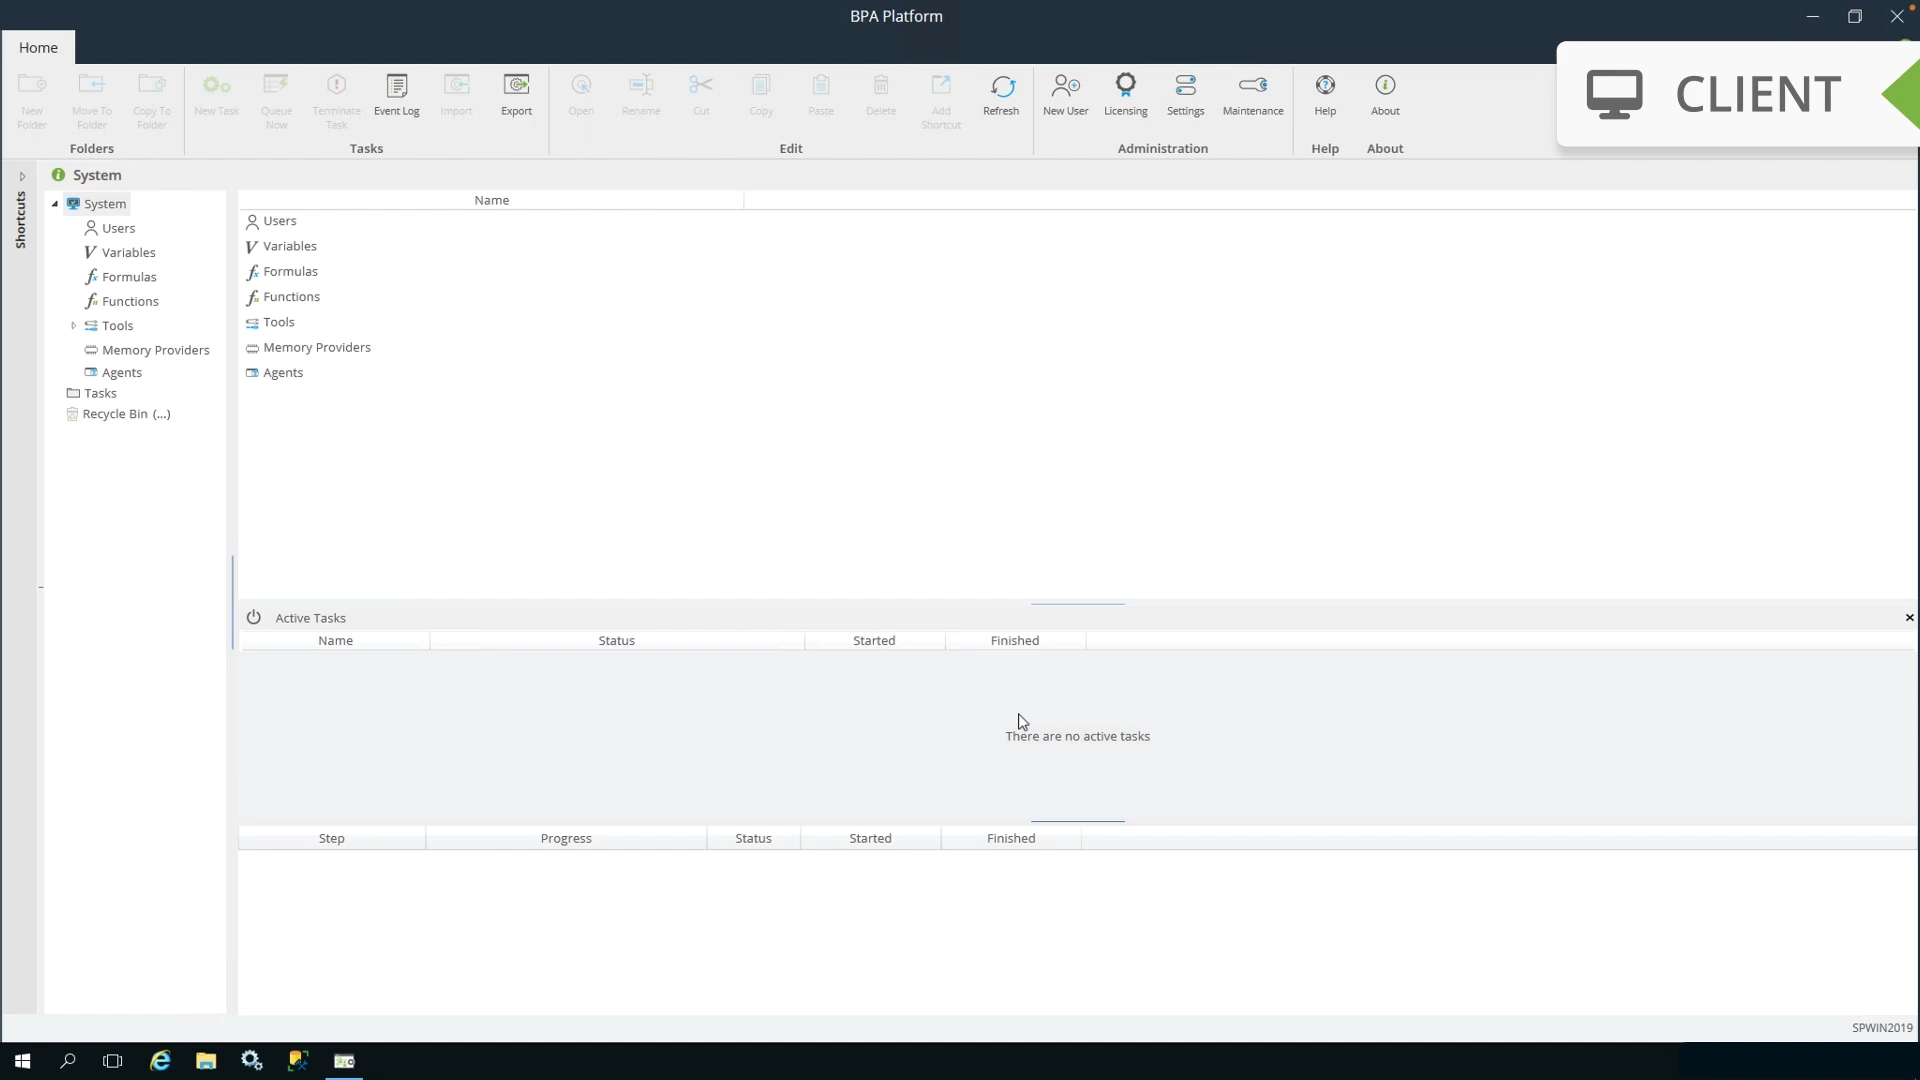 BPA Platform
Home
CLIENT
New Folder
Move To Folder
Copy To Folder
New Task
Queue Now
Terminate Task
Event Log
Import
Export
Open
Rename
Cut
Copy
Paste
Delete
Add Shortcut
Refresh
New User
Licensing
Settings
Maintenance
Help
About
Folders
Tasks
Edit
Administration
Help
About
Shortcuts
System
System
Users
Variables
Formulas
Functions
Tools
Memory Providers
Agents
Tasks
Recycle Bin (...)
Name
Users
Variables
Formulas
Functions
Tools
Memory Providers
Agents
Active Tasks
Name Status Started Finished
There are no active tasks
Step Progress Status Started Finished
SPWIN2019